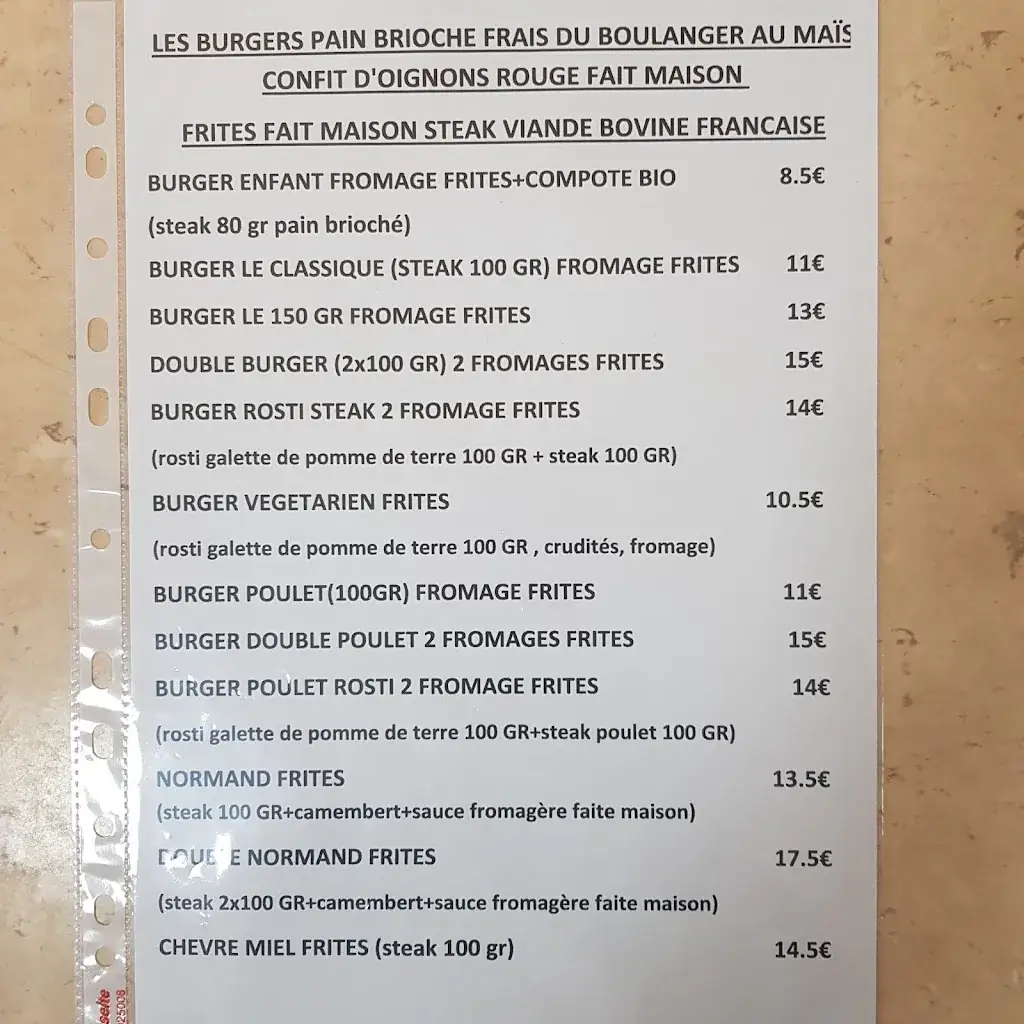 LES BURGERS PAIN BRIOCHE FRAIS DU BOULANGER AU MAÏS
CONFIT D'OIGNONS ROUGE FAIT MAISON
FRITES FAIT MAISON STEAK VIANDE BOVINE FRANCAISE
BURGER ENFANT FROMAGE FRITES+COMPOTE BIO 8.5€
(steak 80 gr pain brioché)
BURGER LE CLASSIQUE (STEAK 100 GR) FROMAGE FRITES 11€
BURGER LE 150 GR FROMAGE FRITES 13€
DOUBLE BURGER (2x100 GR) 2 FROMAGES FRITES 15€
BURGER ROSTI STEAK 2 FROMAGE FRITES 14€
(rosti galette de pomme de terre 100 GR + steak 100 GR)
BURGER VEGETARIEN FRITES 10.5€
(rosti galette de pomme de terre 100 GR , crudités, fromage)
BURGER POULET(100GR) FROMAGE FRITES 11€
BURGER DOUBLE POULET 2 FROMAGES FRITES 15€
BURGER POULET ROSTI 2 FROMAGE FRITES 14€
(rosti galette de pomme de terre 100 GR+steak poulet 100 GR)
NORMAND FRITES 13.5€
(steak 100 GR+camembert+sauce fromagère faite maison)
DOUBLE NORMAND FRITES 17.5€
(steak 2x100 GR+camembert+sauce fromagère faite maison)
CHEVRE MIEL FRITES (steak 100 gr) 14.5€